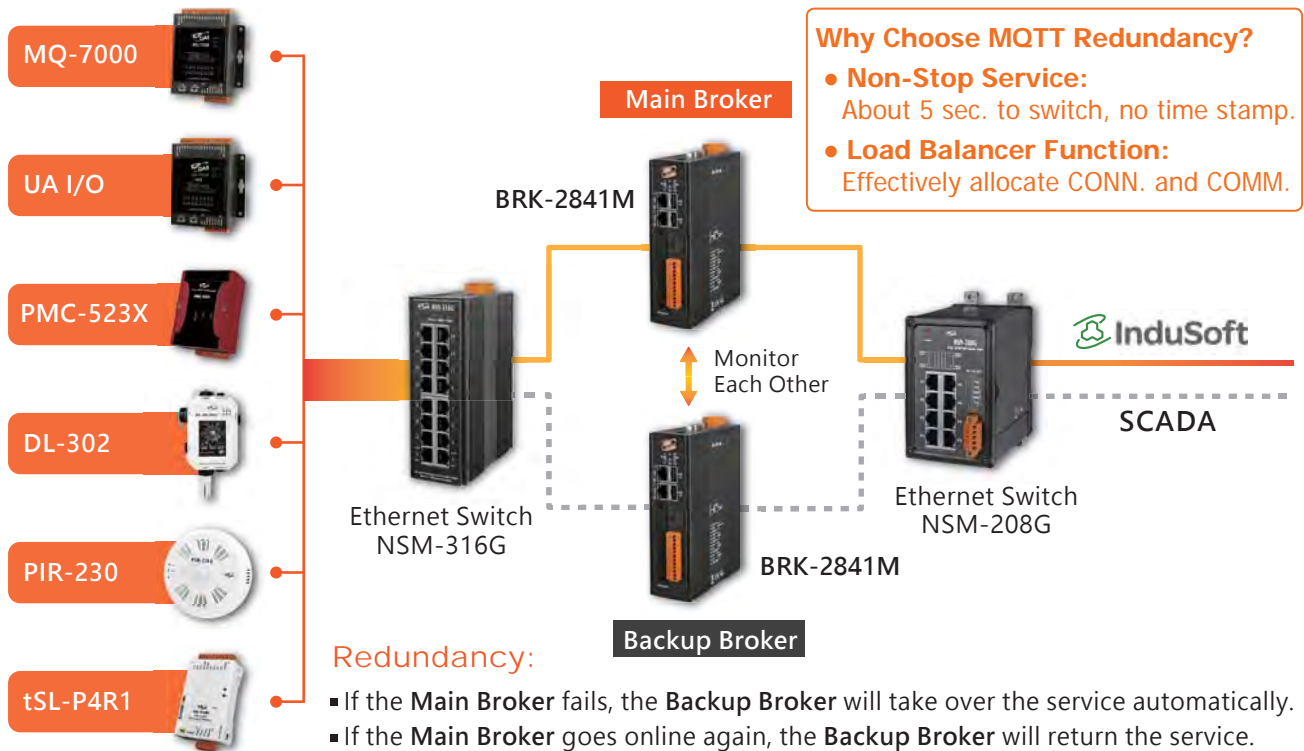 MQ-7000
UA I/O
PMC-523X
DL-302
PIR-230
tSL-P4R1
Ethernet Switch
NSM-316G
Main Broker
BRK-2841M
Monitor
Each Other
BRK-2841M
Backup Broker
Why Choose MQTT Redundancy?
● Non-Stop Service:
About 5 sec. to switch, no time stamp.
● Load Balancer Function:
Effectively allocate CONN. and COMM.
Ethernet Switch
NSM-208G
InduSoft
SCADA
Redundancy:
▪ If the Main Broker fails, the Backup Broker will take over the service automatically.
▪ If the Main Broker goes online again, the Backup Broker will return the service.